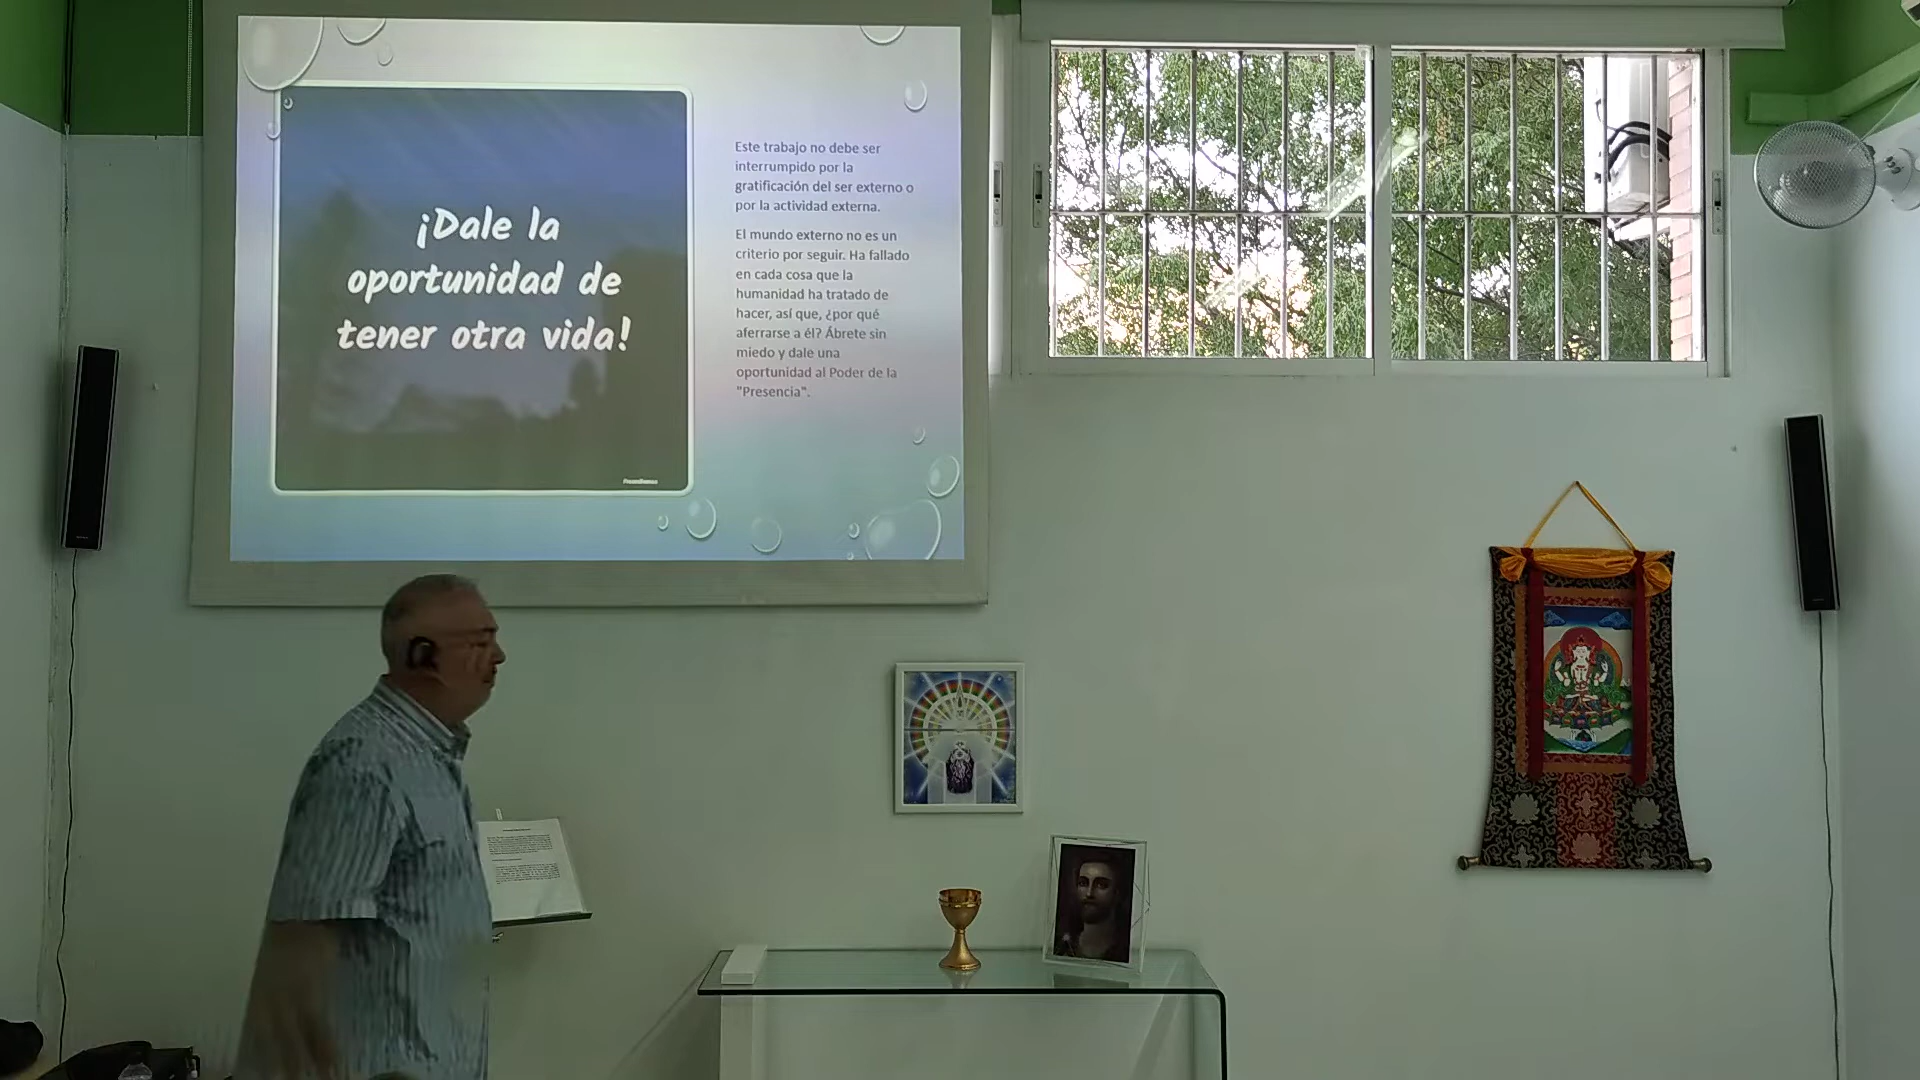 ¡Dale la
oportunidad de
tener otra vida!
Este trabajo no debe ser
interrumpido por la
gratificación del ser externo o
por la actividad externa.
El mundo externo no es un
criterio por seguir. Ha fallado
en cada cosa que la
humanidad ha tratado de
hacer, así que, ¿por qué
aferrarse a él? Ábrete sin
miedo y dale una
oportunidad al Poder de la
"Presencia".